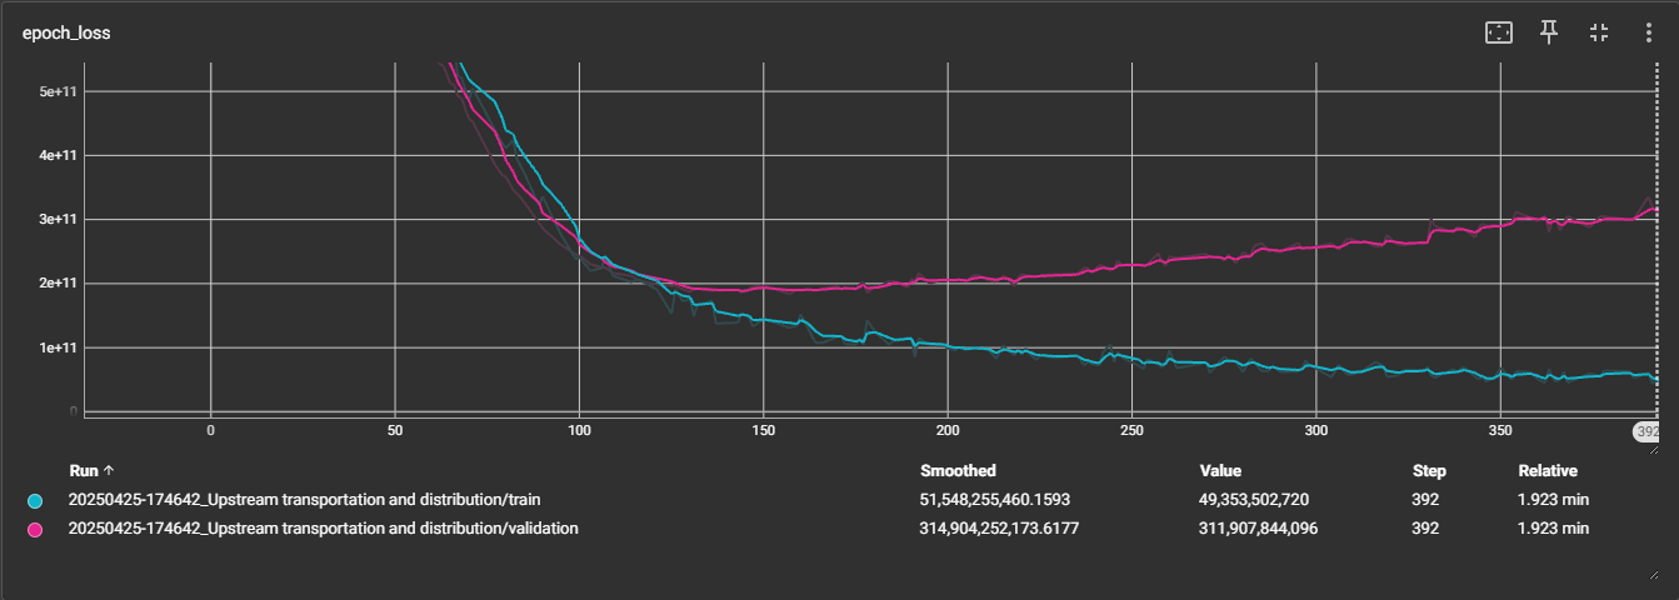 epoch_loss
5e+11
4e+11
3e+11
2e+11
1e+11
0
0 50 100 150 200 250 300 350 392
Run ↑ Smoothed Value Step Relative
20250425-174642_Upstream transportation and distribution/train 51,548,255,460.1593 49,353,502,720 392 1.923 min
20250425-174642_Upstream transportation and distribution/validation 314,904,252,173.6177 311,907,844,096 392 1.923 min